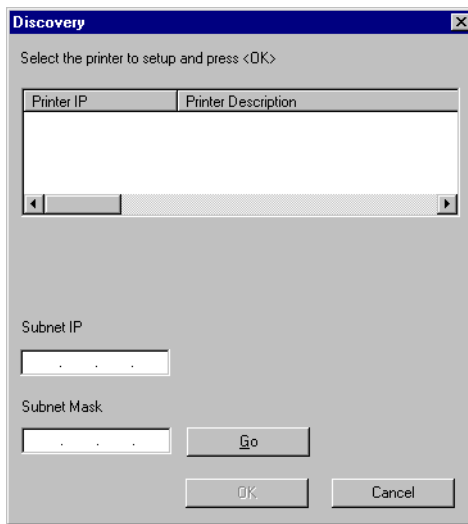 Discovery
Select the printer to setup and press <OK>
Printer IP Printer Description
Subnet IP
. . .
Subnet Mask
. . .
Go
OK Cancel